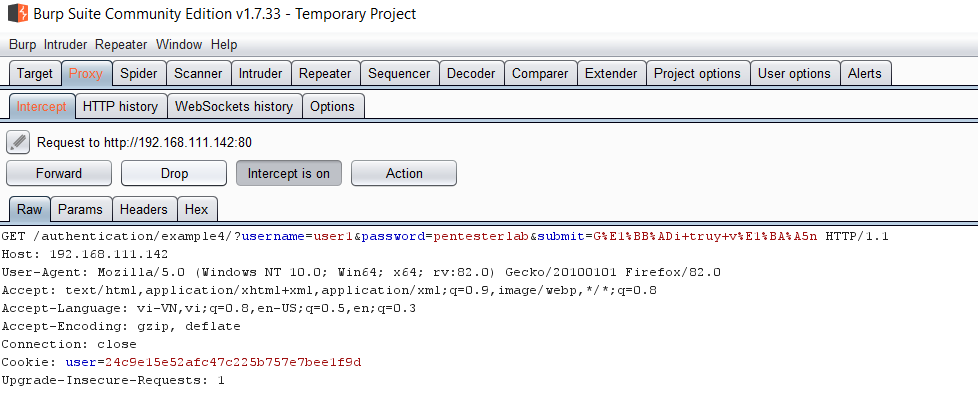 Burp Suite Community Edition v1.7.33 - Temporary Project
Burp Intruder Repeater Window Help
Target Proxy Spider Scanner Intruder Repeater Sequencer Decoder Comparer Extender Project options User options Alerts
Intercept HTTP history WebSockets history Options
Request to http://192.168.111.142:80
Forward Drop Intercept is on Action
Raw Params Headers Hex
GET /authentication/example4/?username=user1&password=pentesterlab&submit=G%E1%BB%ADi+truy+v%E1%BA%A5n HTTP/1.1
Host: 192.168.111.142
User-Agent: Mozilla/5.0 (Windows NT 10.0; Win64; x64; rv:82.0) Gecko/20100101 Firefox/82.0
Accept: text/html,application/xhtml+xml,application/xml;q=0.9,image/webp,*/*;q=0.8
Accept-Language: vi-VN,vi;q=0.8,en-US;q=0.5,en;q=0.3
Accept-Encoding: gzip, deflate
Connection: close
Cookie: user=24c9e15e52afc47c225b757e7bee1f9d
Upgrade-Insecure-Requests: 1